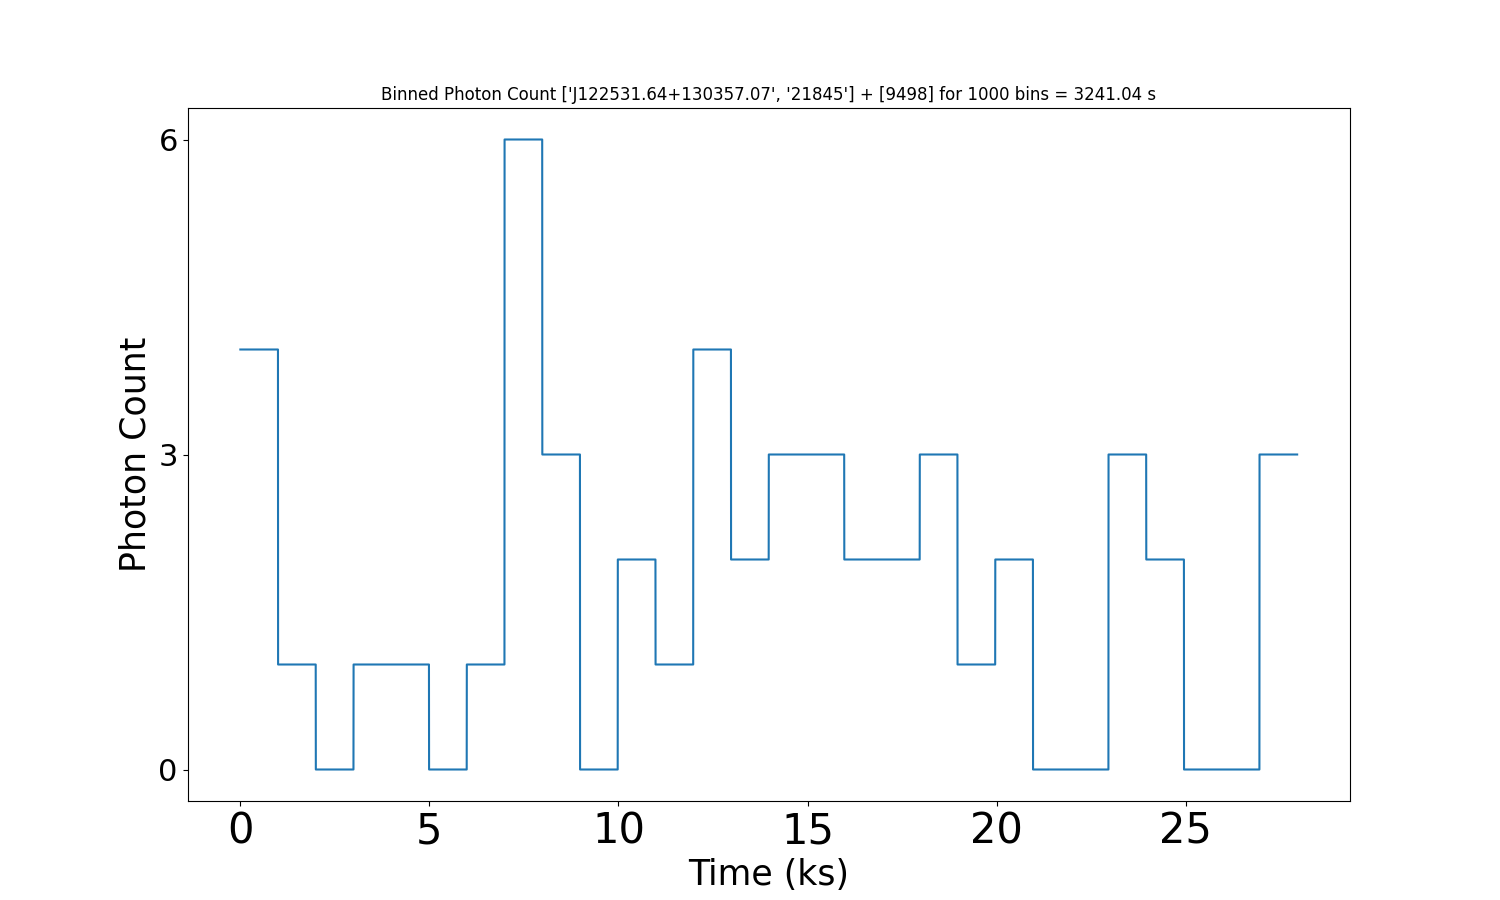 Binned Photon Count ['J122531.64+130357.07', '21845'] + [9498] for 1000 bins = 3241.04 s
6
3
0
Photon Count
0 5 10 15 20 25
Time (ks)